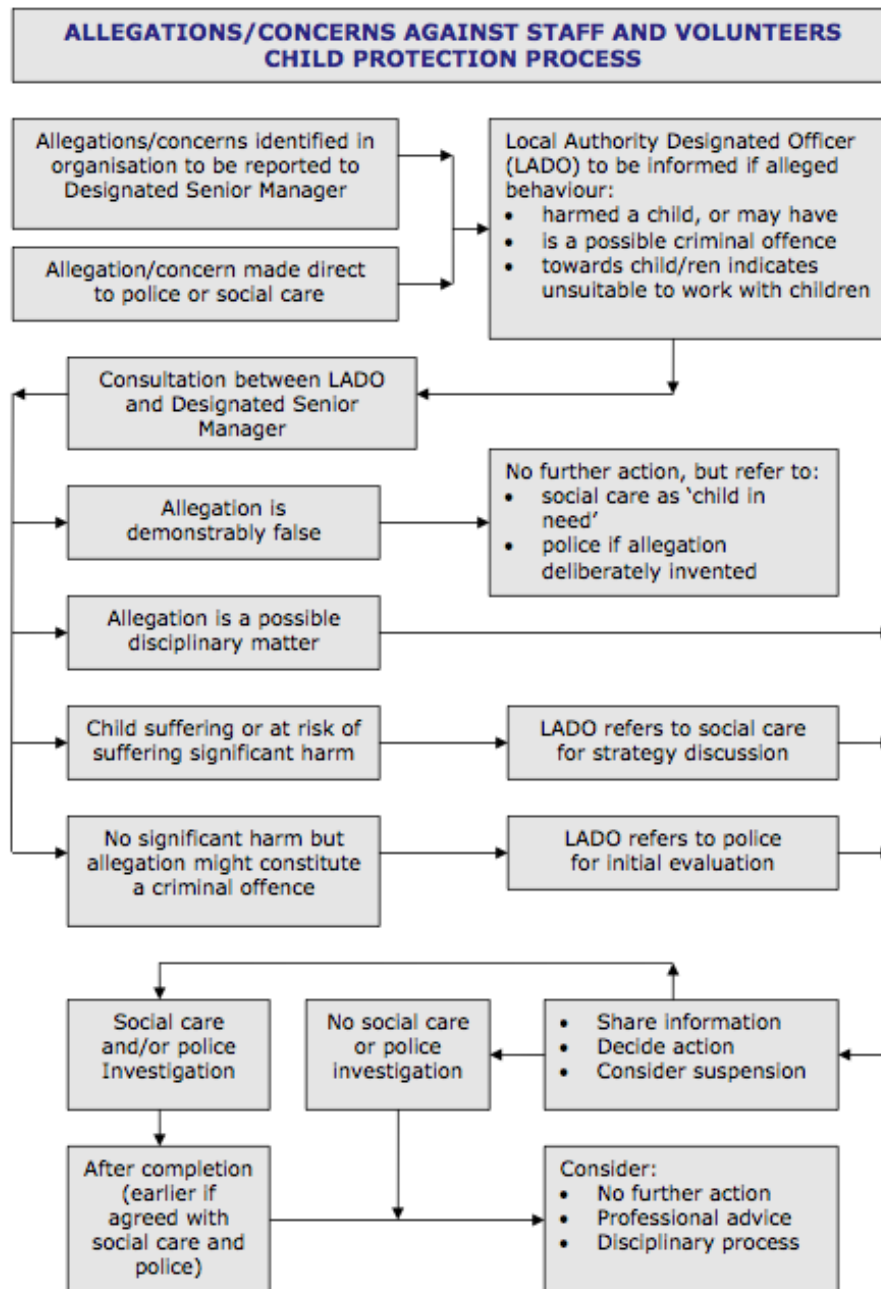 ALLEGATIONS/CONCERNS AGAINST STAFF AND VOLUNTEERS
CHILD PROTECTION PROCESS
Allegations/concerns identified in
organisation to be reported to
Designated Senior Manager
Allegation/concern made direct
to police or social care
Local Authority Designated Officer
(LADO) to be informed if alleged
behaviour:
• harmed a child, or may have
• is a possible criminal offence
• towards child/ren indicates
unsuitable to work with children
Consultation between LADO
and Designated Senior
Manager
Allegation is
demonstrably false
No further action, but refer to:
• social care as ‘child in
need’
• police if allegation
deliberately invented
Allegation is a possible
disciplinary matter
Child suffering or at risk of
suffering significant harm
LADO refers to social care
for strategy discussion
No significant harm but
allegation might constitute
a criminal offence
LADO refers to police
for initial evaluation
Social care
and/or police
Investigation
No social care
or police
investigation
• Share information
• Decide action
• Consider suspension
After completion
(earlier if
agreed with
social care and
police)
Consider:
• No further action
• Professional advice
• Disciplinary process